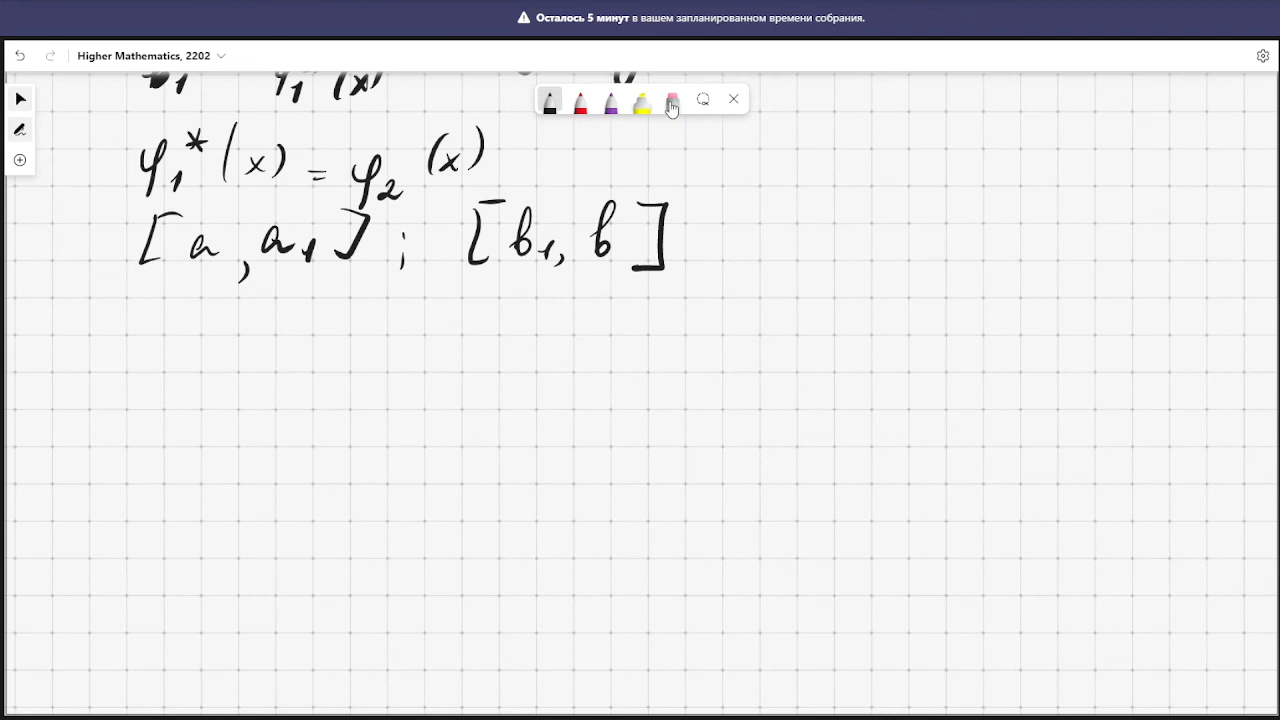 Осталось 5 минут в вашем запланированном времени собрания.
Higher Mathematics, 2202
φ₁*(x) = φ₂ (x)
[a, a₁] ; [b₁, b]